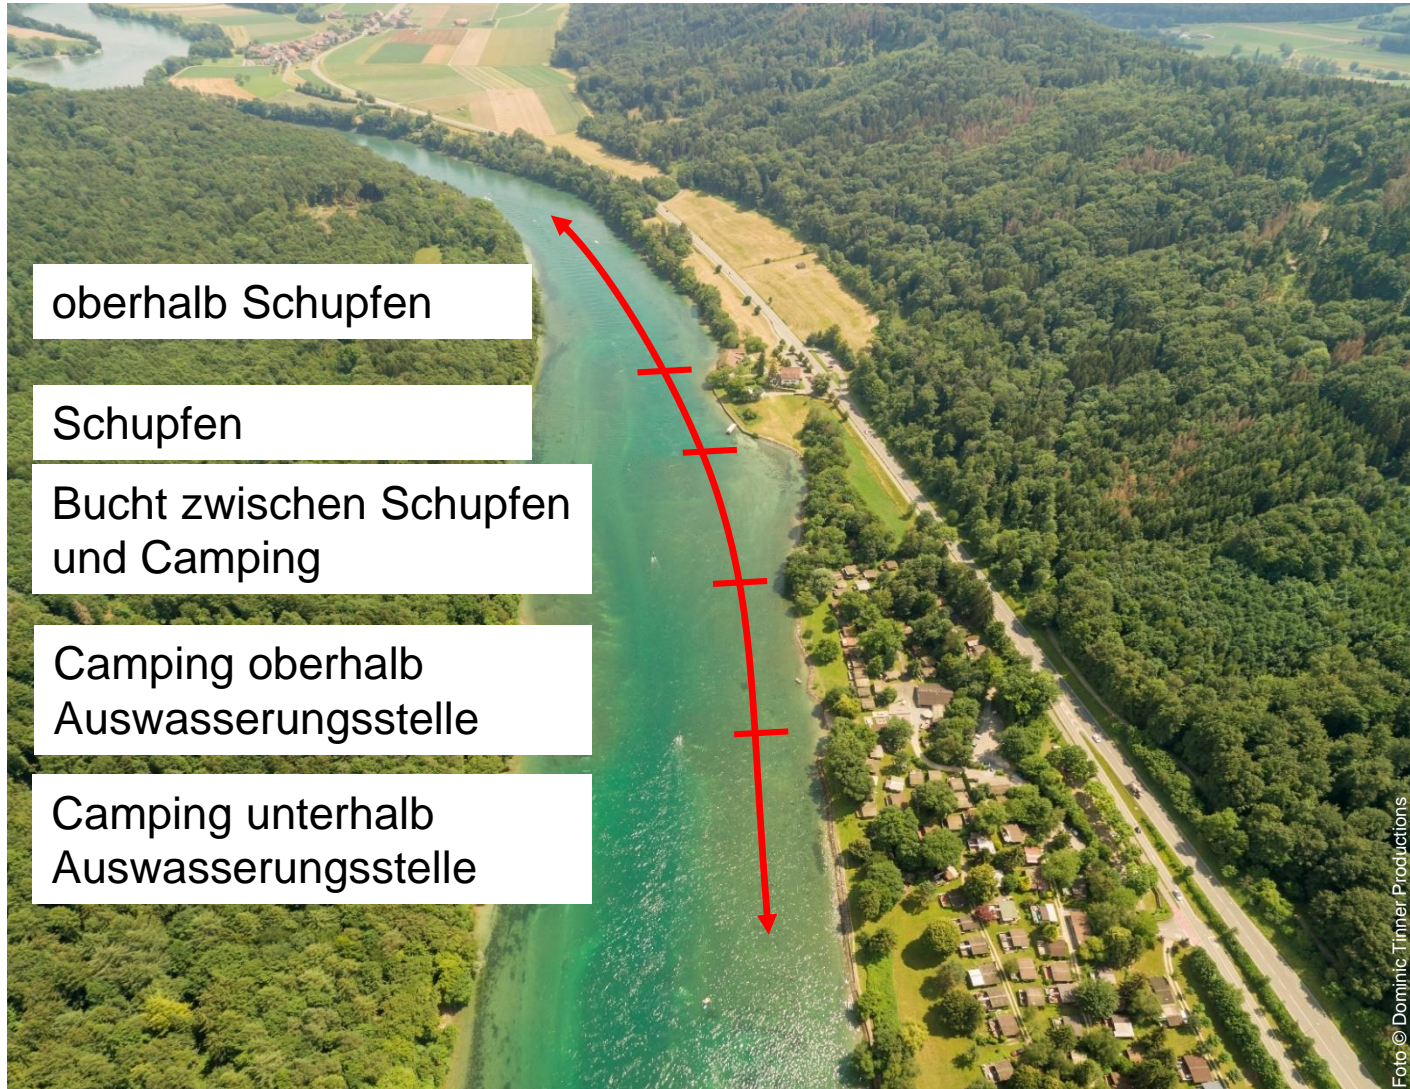 oberhalb Schupfen
Schupfen
Bucht zwischen Schupfen
und Camping
Camping oberhalb
Auswasserungsstelle
Camping unterhalb
Auswasserungsstelle
Foto © Dominic Tinner Productions